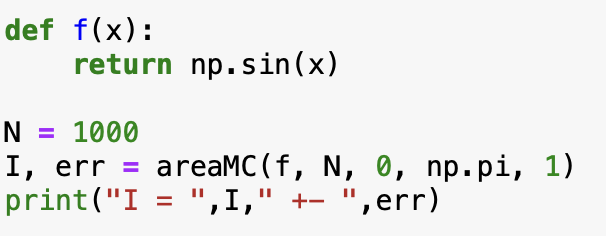 def f(x):
    return np.sin(x)

N = 1000
I, err = areaMC(f, N, 0, np.pi, 1)
print("I = ",I," +- ",err)